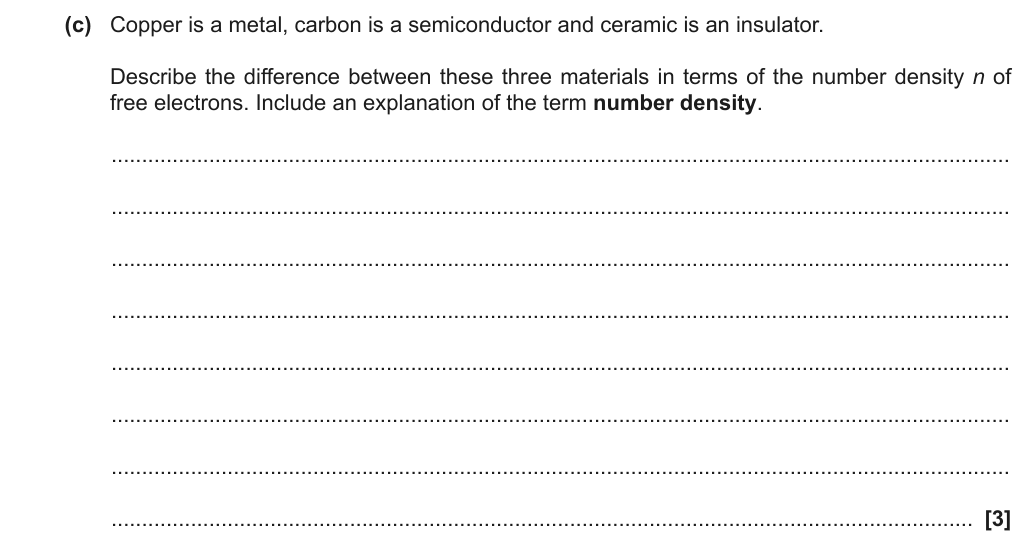 (c) Copper is a metal, carbon is a semiconductor and ceramic is an insulator.
Describe the difference between these three materials in terms of the number density n of
free electrons. Include an explanation of the term number density.
...................................................................................................................................................
...................................................................................................................................................
...................................................................................................................................................
...................................................................................................................................................
...................................................................................................................................................
...................................................................................................................................................
...................................................................................................................................................
............................................................................................................................................. [3]